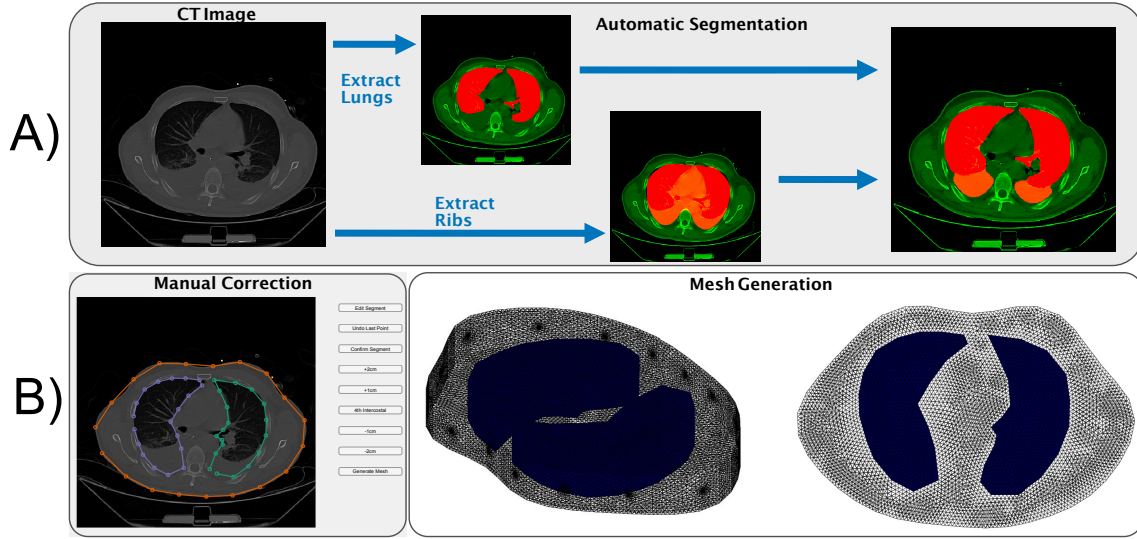 A)
CT Image
Automatic Segmentation
Extract
Lungs
Extract
Ribs
B)
Manual Correction
Edit Segment
Undo Last Point
Confirm Segment
+2cm
+1cm
4th Intercostal
-1cm
-2cm
Generate Mesh
Mesh Generation